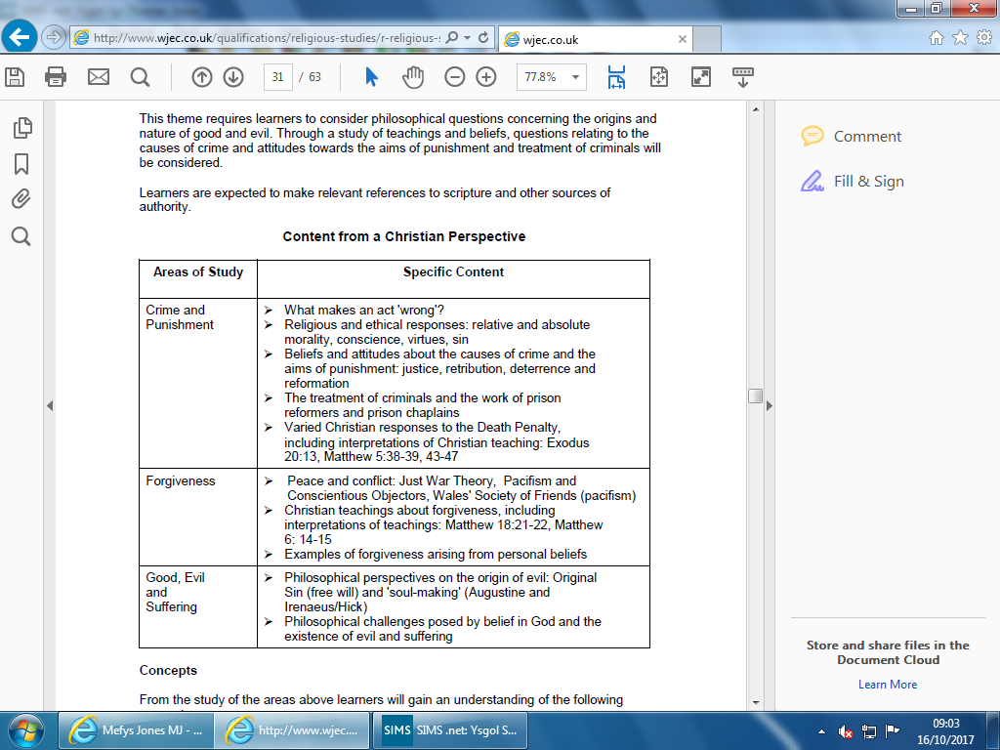 http://www.wjec.co.uk/qualifications/religious-studies/r-religious-s
wjec.co.uk
31 / 63
77.8%
This theme requires learners to consider philosophical questions concerning the origins and
nature of good and evil. Through a study of teachings and beliefs, questions relating to the
causes of crime and attitudes towards the aims of punishment and treatment of criminals will
be considered.
Learners are expected to make relevant references to scripture and other sources of
authority.
Content from a Christian Perspective
Areas of Study
Specific Content
Crime and
Punishment
➢ What makes an act 'wrong'?
➢ Religious and ethical responses: relative and absolute
morality, conscience, virtues, sin
➢ Beliefs and attitudes about the causes of crime and the
aims of punishment: justice, retribution, deterrence and
reformation
➢ The treatment of criminals and the work of prison
reformers and prison chaplains
➢ Varied Christian responses to the Death Penalty,
including interpretations of Christian teaching: Exodus
20:13, Matthew 5:38-39, 43-47
Forgiveness
➢ Peace and conflict: Just War Theory, Pacifism and
Conscientious Objectors, Wales' Society of Friends (pacifism)
➢ Christian teachings about forgiveness, including
interpretations of teachings: Matthew 18:21-22, Matthew
6: 14-15
➢ Examples of forgiveness arising from personal beliefs
Good, Evil
and
Suffering
➢ Philosophical perspectives on the origin of evil: Original
Sin (free will) and 'soul-making' (Augustine and
Irenaeus/Hick)
➢ Philosophical challenges posed by belief in God and the
existence of evil and suffering
Concepts
From the study of the areas above learners will gain an understanding of the following
Comment
Fill & Sign
Store and share files in the
Document Cloud
Learn More
Mefys Jones MJ - ...
http://www.wjec....
SIMS SIMS .net: Ysgol S...
09:03
16/10/2017